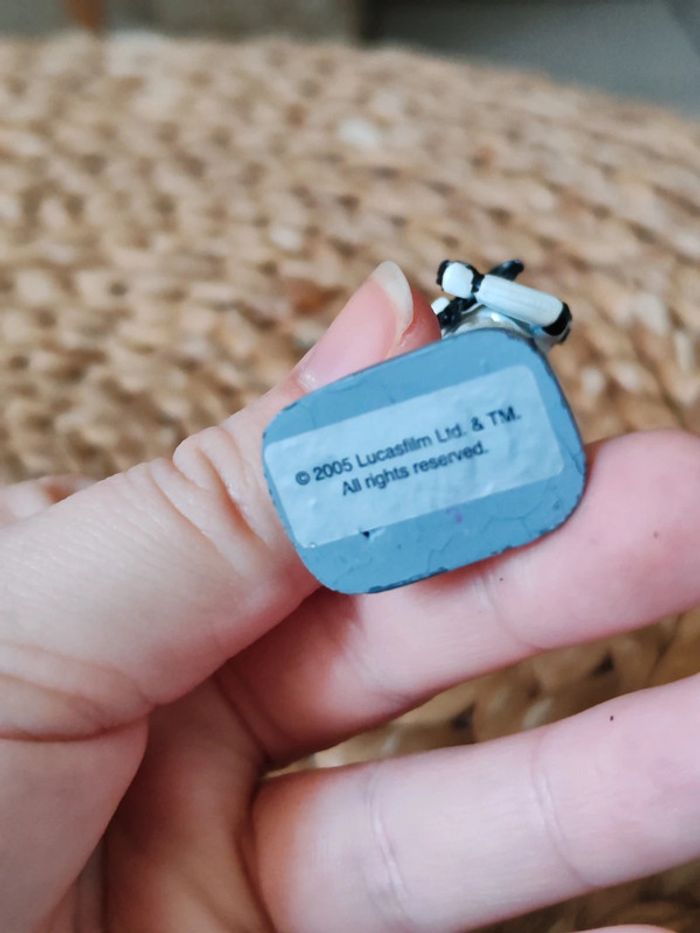 © 2005 Lucasfilm Ltd. & TM.
All rights reserved.